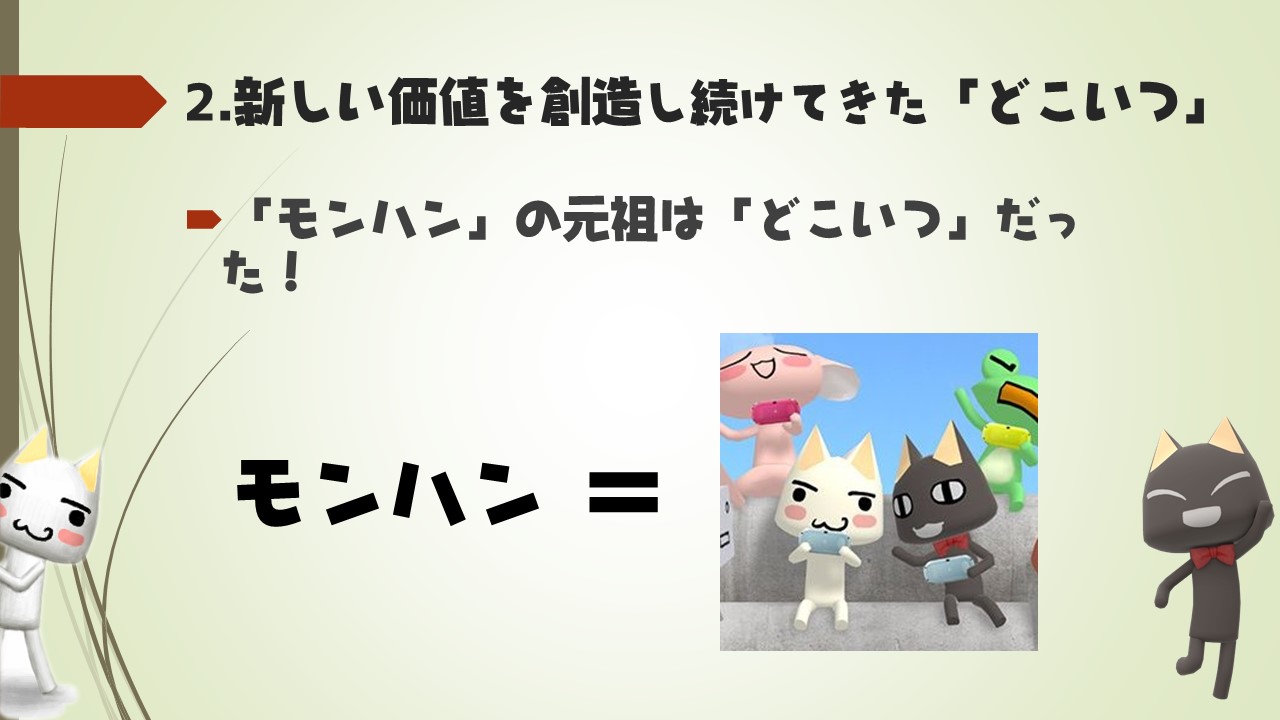 2.新しい価値を創造し続けてきた「どこいつ」
「モンハン」の元祖は「どこいつ」だっ
た！
モンハン ＝